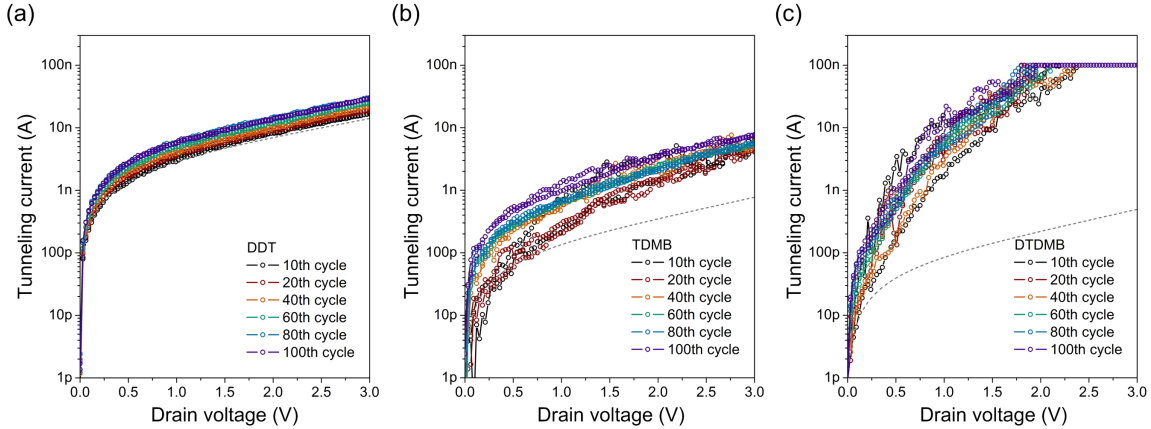 (a)
(b)
(c)
Tunneling current (A)
100n
10n
1n
100p
10p
1p
0.0 0.5 1.0 1.5 2.0 2.5 3.0
Drain voltage (V)
DDT
10th cycle
20th cycle
40th cycle
60th cycle
80th cycle
100th cycle
Tunneling current (A)
100n
10n
1n
100p
10p
1p
0.0 0.5 1.0 1.5 2.0 2.5 3.0
Drain voltage (V)
TDMB
10th cycle
20th cycle
40th cycle
60th cycle
80th cycle
100th cycle
Tunneling current (A)
100n
10n
1n
100p
10p
1p
0.0 0.5 1.0 1.5 2.0 2.5 3.0
Drain voltage (V)
DTDMB
10th cycle
20th cycle
40th cycle
60th cycle
80th cycle
100th cycle